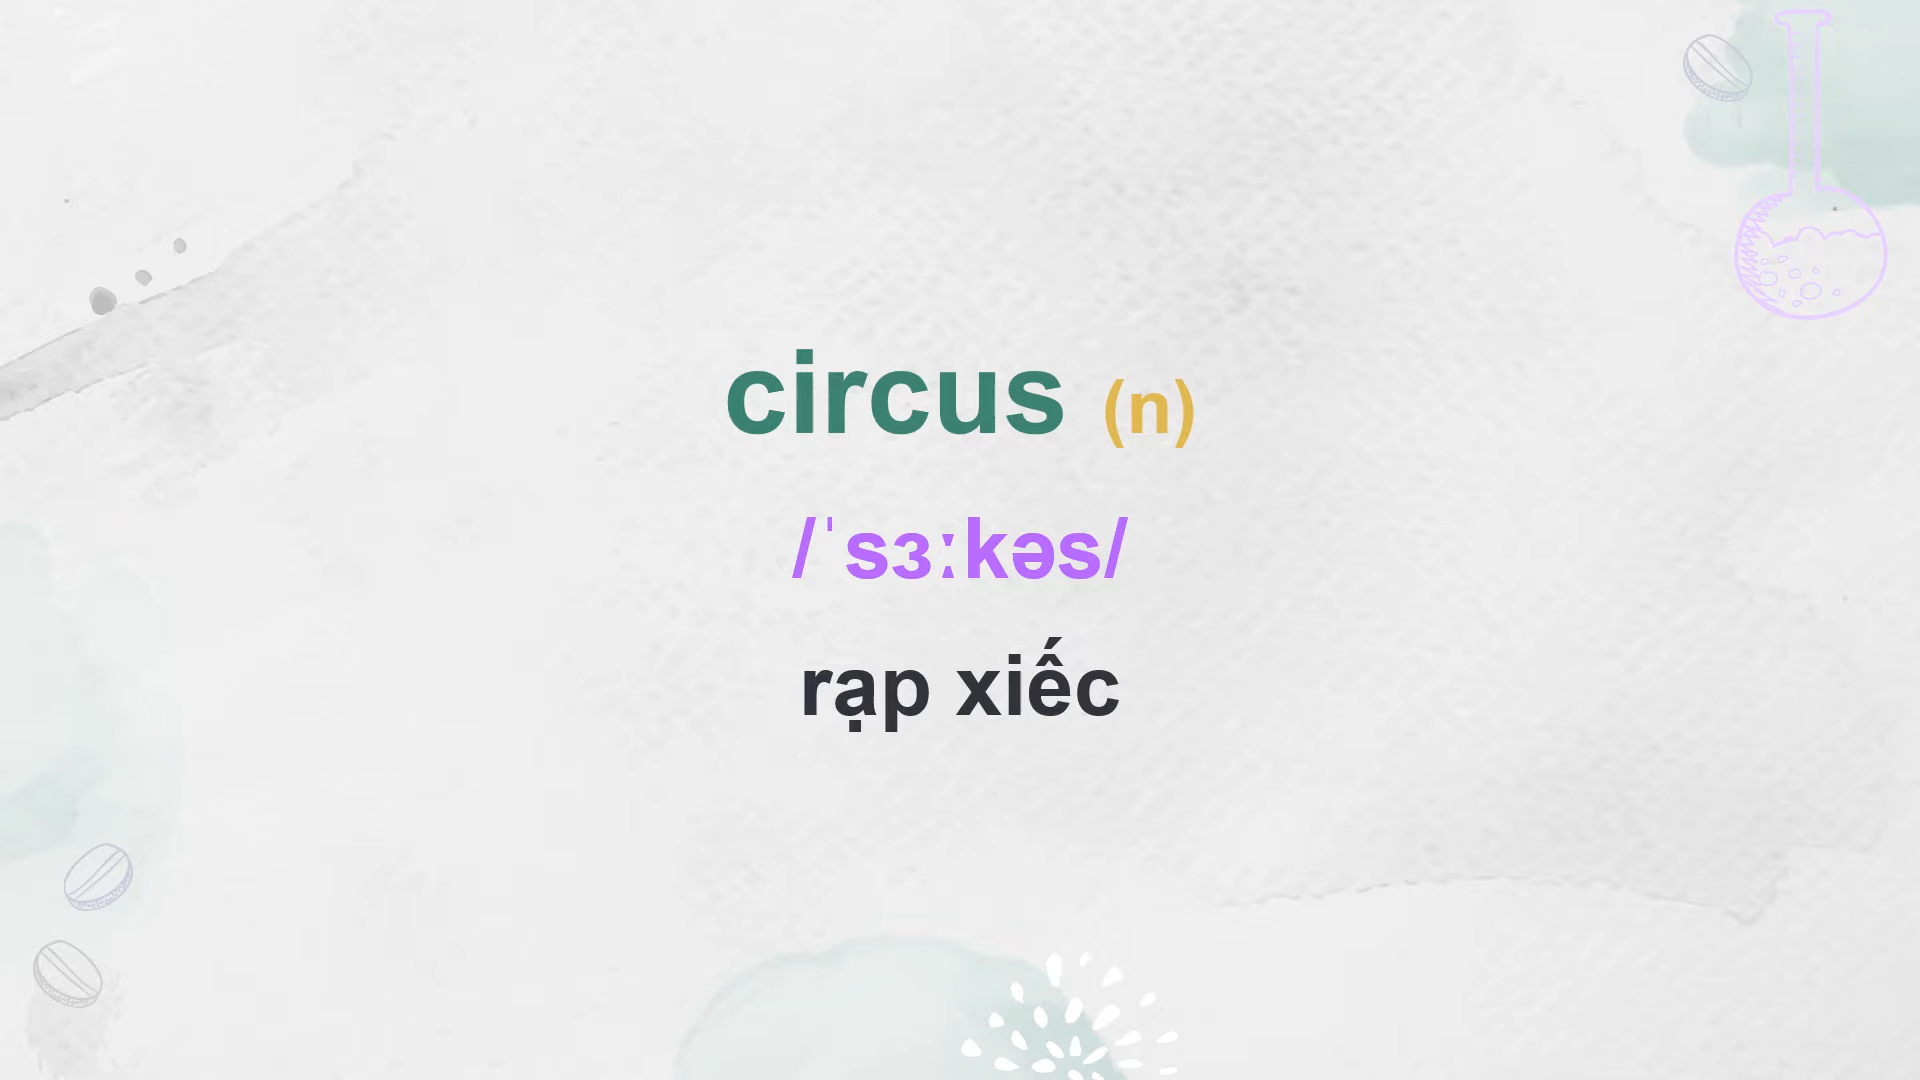 circus (n)
/ˈsɜːkəs/
rạp xiếc